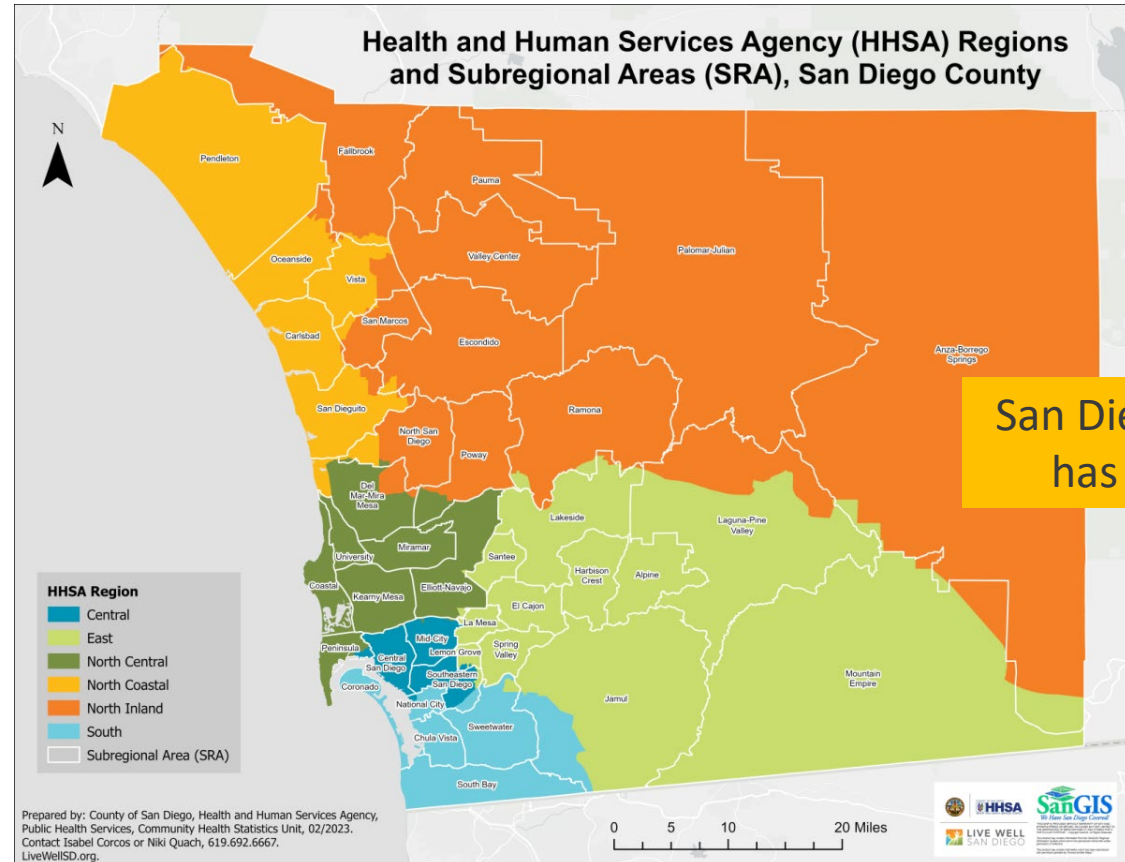 Health and Human Services Agency (HHSA) Regions
and Subregional Areas (SRA), San Diego County
N
Pendleton
Fallbrook
Pauma
Oceanside
Valley Center
Palomar-Julian
Vista
San Marcos
Carlsbad
Escondido
Anza-Borrego
Springs
San Dieguito
Ramona
North San
Diego
Poway
San Die
has
Del
Mar-Mira
Mesa
Lakeside
Laguna-Pine
Valley
University
Miramar
Santee
Harbison
Crest
Alpine
Coastal
Kearny Mesa
Elliott-Navajo
El Cajon
La Mesa
Mid-City
Peninsula
Central
San Diego
Lemon Grove
Spring
Valley
Southeastern
San Diego
Coronado
National City
Jamul
Mountain
Empire
Sweetwater
Chula Vista
South Bay
HHSA Region
Central
East
North Central
North Coastal
North Inland
South
Subregional Area (SRA)
Prepared by: County of San Diego, Health and Human Services Agency,
Public Health Services, Community Health Statistics Unit, 02/2023.
Contact Isabel Corcos or Niki Quach, 619.692.6667.
LiveWellSD.org.
0 5 10 20 Miles
HHSA
LIVE WELL
SAN DIEGO
SanGIS
We Have San Diego Covered!